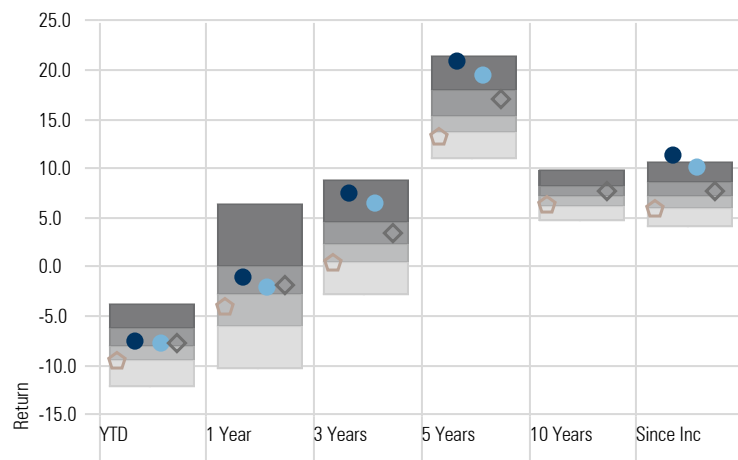 25.0
20.0
15.0
10.0
5.0
0.0
-5.0
-10.0
-15.0
Return
YTD
1 Year
3 Years
5 Years
10 Years
Since Inc